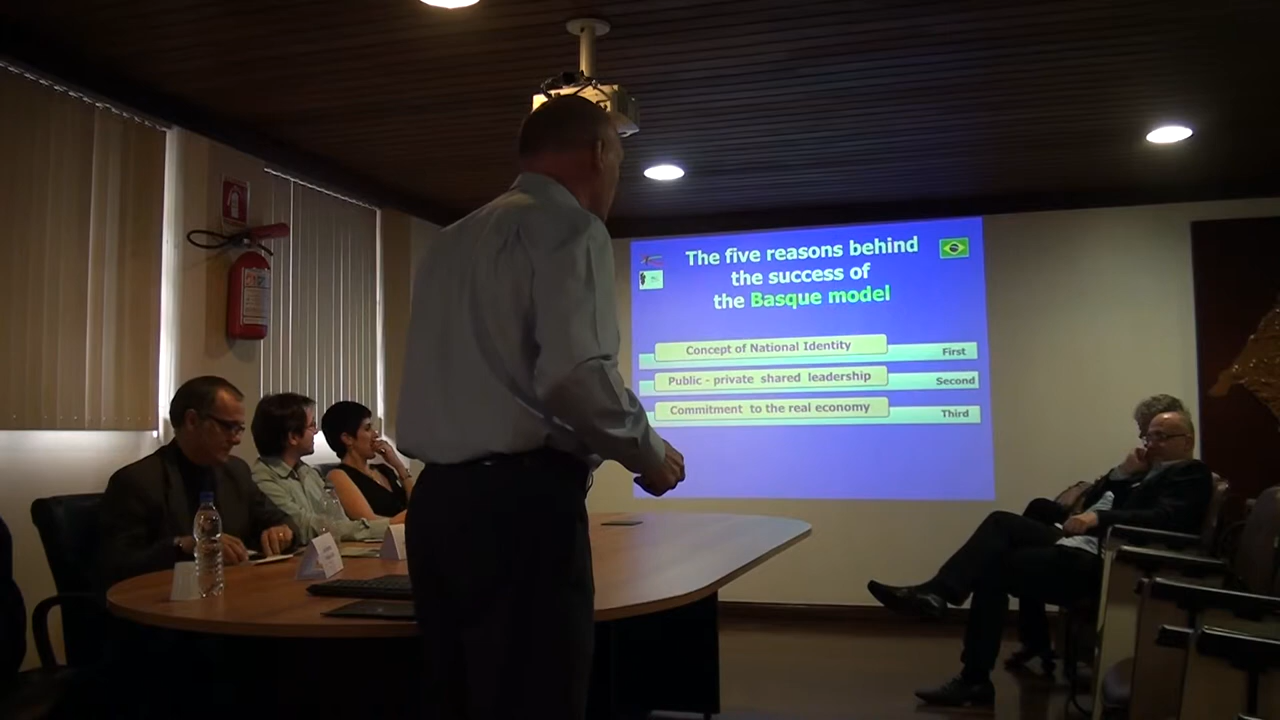 The five reasons behind
the success of
the Basque model
Concept of National Identity
First
Public - private shared leadership
Second
Commitment to the real economy
Third